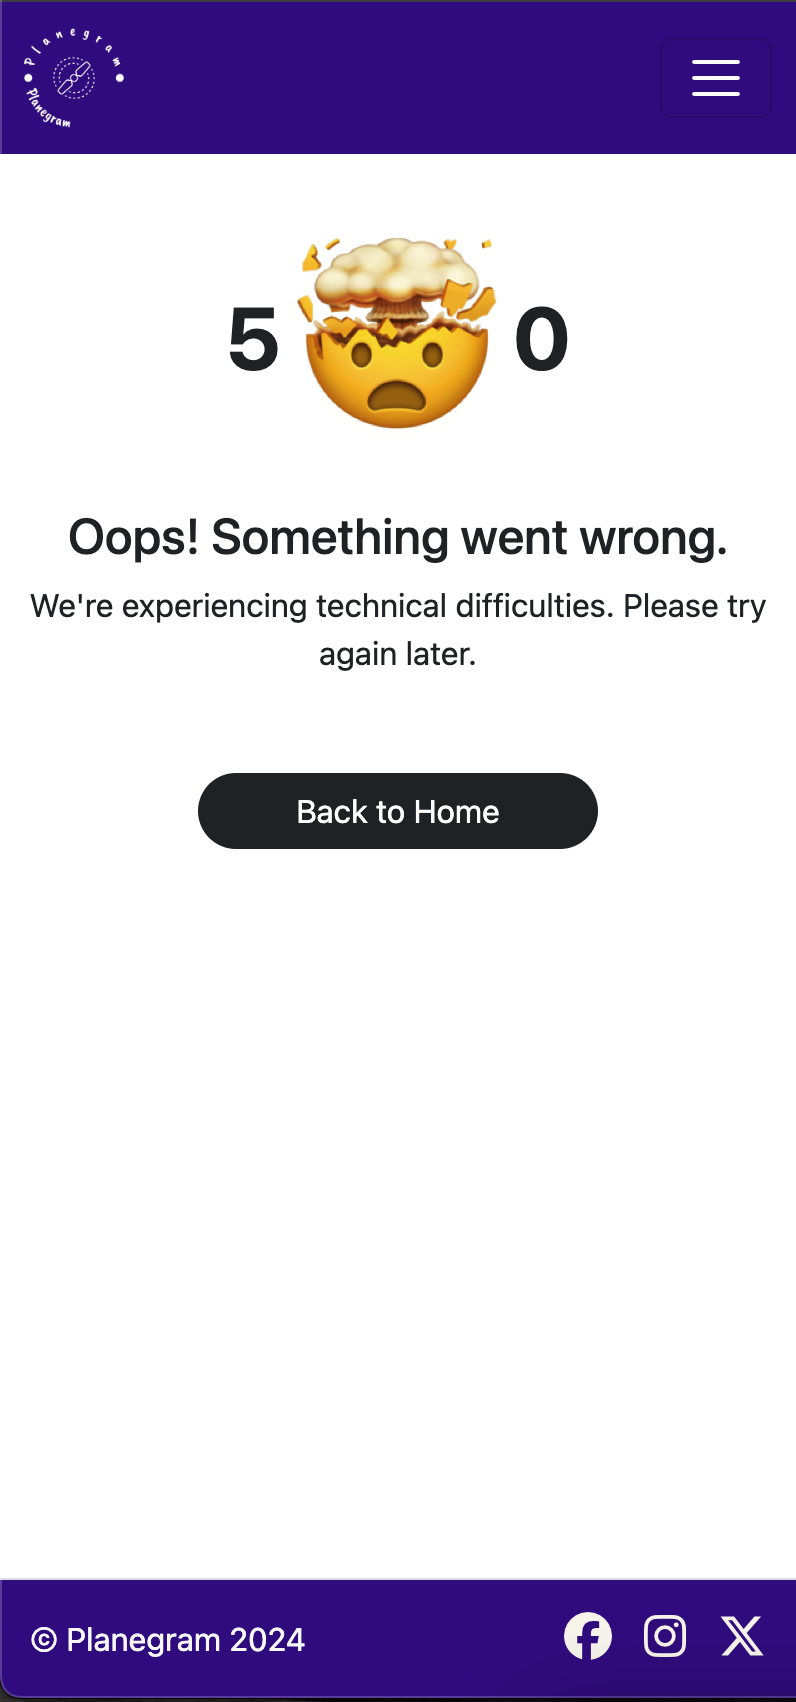 Planegram
Planegram
5🤯0
Oops! Something went wrong.
We're experiencing technical difficulties. Please try
again later.
Back to Home
© Planegram 2024